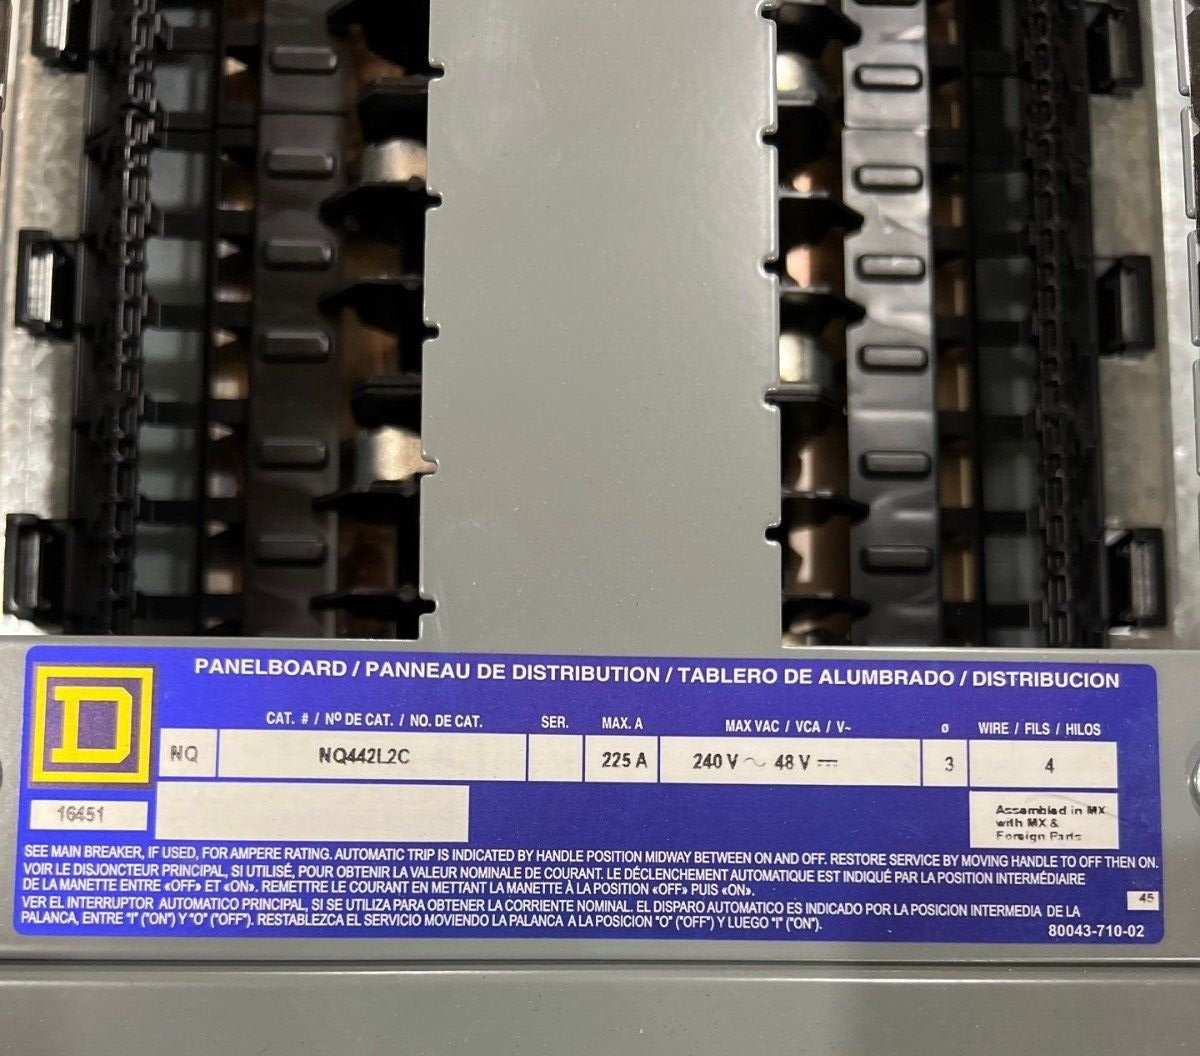 PANELBOARD / PANNEAU DE DISTRIBUTION / TABLERO DE ALUMBRADO / DISTRIBUCION
D
CAT. # / Nº DE CAT. / NO. DE CAT. SER. MAX. A MAX VAC / VCA / V~ ø WIRE / FILS / HILOS
NQ NQ442L2C 225 A 240 V ~ 48 V ⎓ 3 4
16451
Assembled in MX
with MX &
Foreign Parts
SEE MAIN BREAKER, IF USED, FOR AMPERE RATING. AUTOMATIC TRIP IS INDICATED BY HANDLE POSITION MIDWAY BETWEEN ON AND OFF. RESTORE SERVICE BY MOVING HANDLE TO OFF THEN ON.
VOIR LE DISJONCTEUR PRINCIPAL, SI UTILISÉ, POUR OBTENIR LA VALEUR NOMINALE DE COURANT. LE DÉCLENCHEMENT AUTOMATIQUE EST INDIQUÉ PAR LA POSITION INTERMÉDIAIRE
DE LA MANETTE ENTRE «OFF» ET «ON». REMETTRE LE COURANT EN METTANT LA MANETTE À LA POSITION «OFF» PUIS «ON».
45
VER EL INTERRUPTOR AUTOMATICO PRINCIPAL, SI SE UTILIZA PARA OBTENER LA CORRIENTE NOMINAL. EL DISPARO AUTOMATICO ES INDICADO POR LA POSICION INTERMEDIA DE LA
PALANCA, ENTRE "I" ("ON") Y "O" ("OFF"). RESTABLEZCA EL SERVICIO MOVIENDO LA PALANCA A LA POSICION "O" ("OFF") Y LUEGO "I" ("ON").
80043-710-02